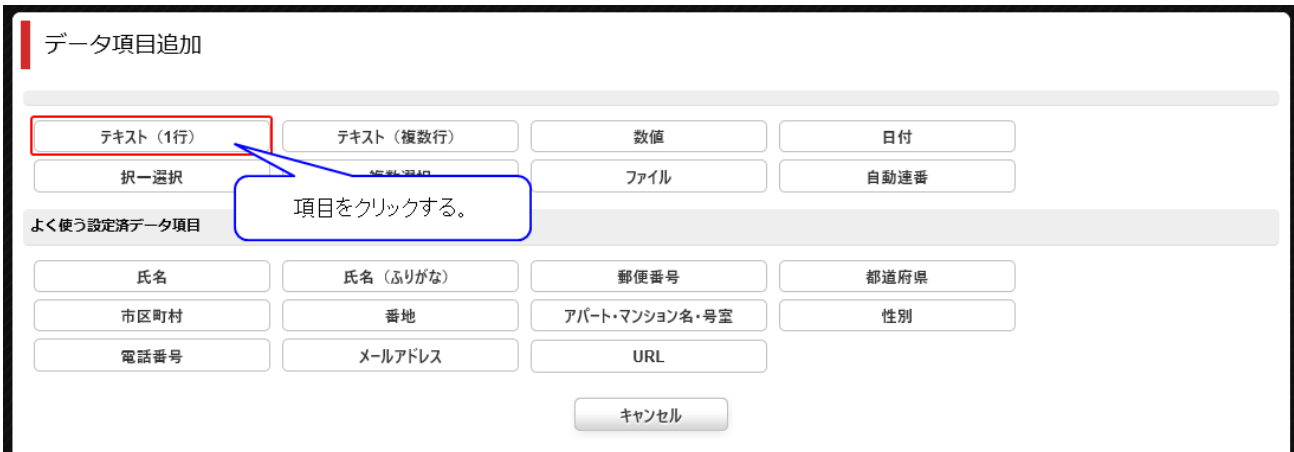 データ項目追加
テキスト（1行） テキスト（複数行） 数値 日付
択一選択 ファイル 自動連番
項目をクリックする。
よく使う設定済データ項目
氏名 氏名（ふりがな） 郵便番号 都道府県
市区町村 番地 アパート・マンション名・号室 性別
電話番号 メールアドレス URL
キャンセル